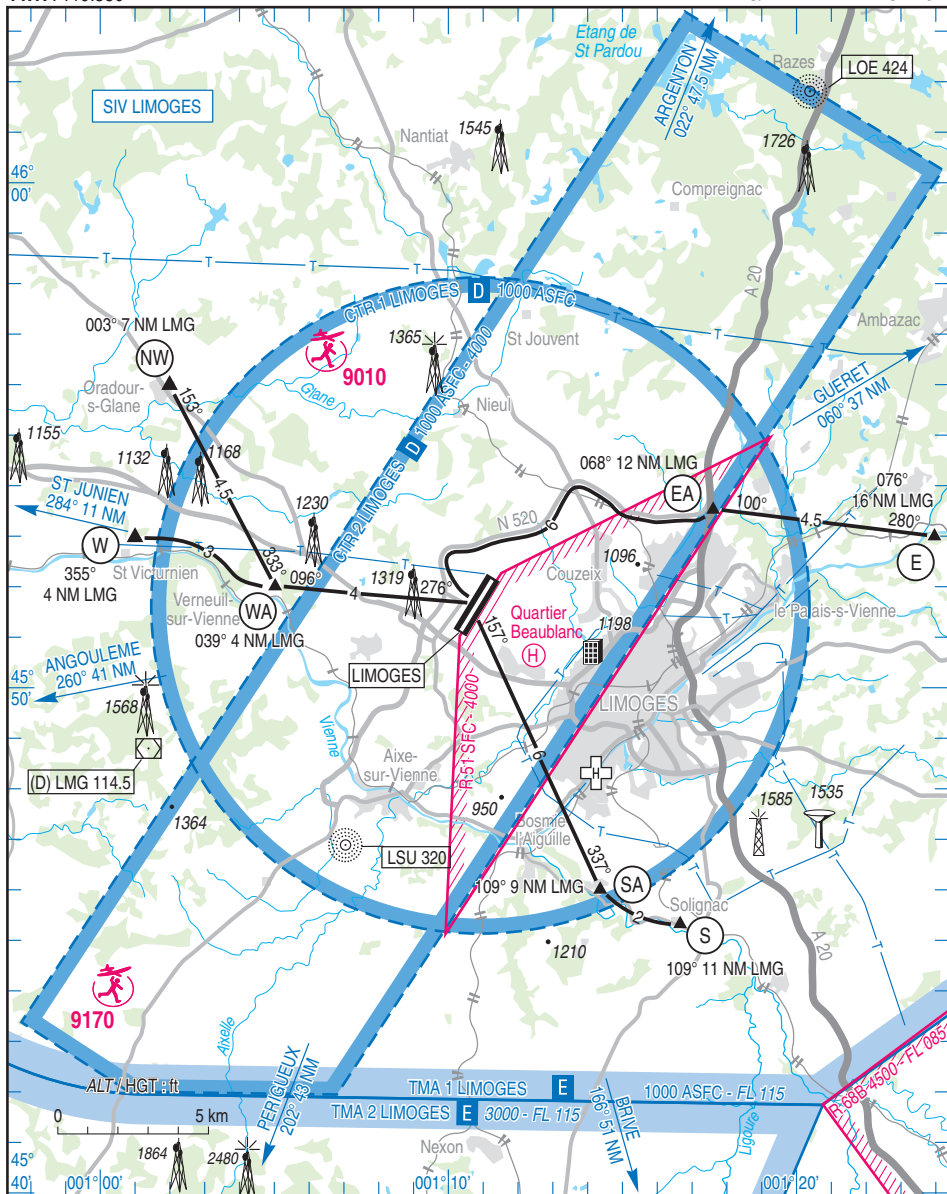 Etang de
St Pardou
Razes
LOE 424
SIV LIMOGES
ARGENTON
022° 47.5 NM
1545
Nantiat
1726
46°
00'
Compreignac
T
T
T
T
A 20
CTR 1 LIMOGES D 1000 ASFC
Ambazac
003° 7 NM LMG
NW
1365
St Jouvent
9010
Oradour-
s-Glane
Glane
CTR 2 LIMOGES D 1000 ASFC - 4000
GUERET
060° 37 NM
Nieul
153°
4.5
333°
1155
1132
1168
068° 12 NM LMG
EA
076°
16 NM LMG
ST JUNIEN
284° 11 NM
1230
N 520
6
100°
4.5
280°
W
3
E
355°
4 NM LMG
St Victurnien
T
096°
4
276°
1319
1096
Couzeix
WA
Verneuil-
sur-Vienne
039° 4 NM LMG
157°
6
337°
Quartier
Beaublanc
H
1198
le Palais-s-Vienne
ANGOULEME
260° 41 NM
LIMOGES
45°
50'
1568
R 51 SFC - 4000
LIMOGES
Vienne
(D) LMG 114.5
Aixe-
sur-Vienne
H
1364
950
1585
1535
LSU 320
Bosmie
l'Aiguille
T
T
T
109° 9 NM LMG
SA
2
Solignac
S
109° 11 NM LMG
1210
A 20
T
T
9170
Aixelle
ALT / HGT : ft
PERIGUEUX
202° 43 NM
TMA 1 LIMOGES E 1000 ASFC - FL 115
R 68B 4500 - FL 085
0 5 km
TMA 2 LIMOGES E 3000 - FL 115
BRIVE
166° 51 NM
Ligoure
1864
2480
Nexon
45°
40'
001° 00'
001° 10'
001° 20'